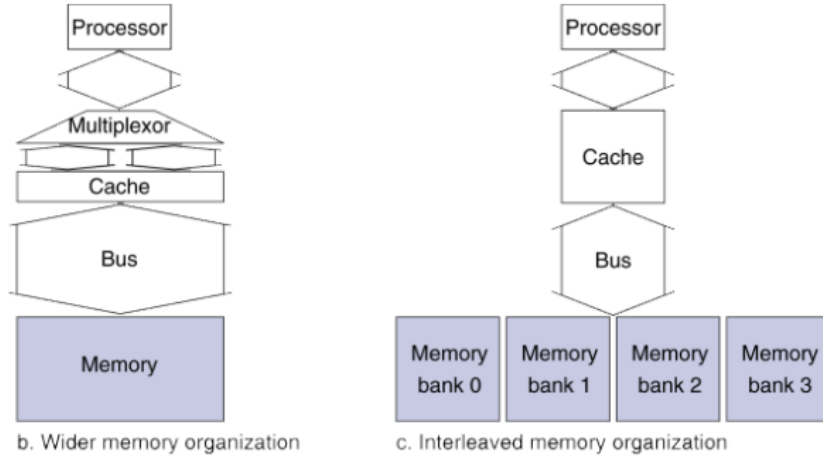 Processor
Multiplexor
Cache
Bus
Memory
b. Wider memory organization
Processor
Cache
Bus
Memory
bank 0
Memory
bank 1
Memory
bank 2
Memory
bank 3
c. Interleaved memory organization